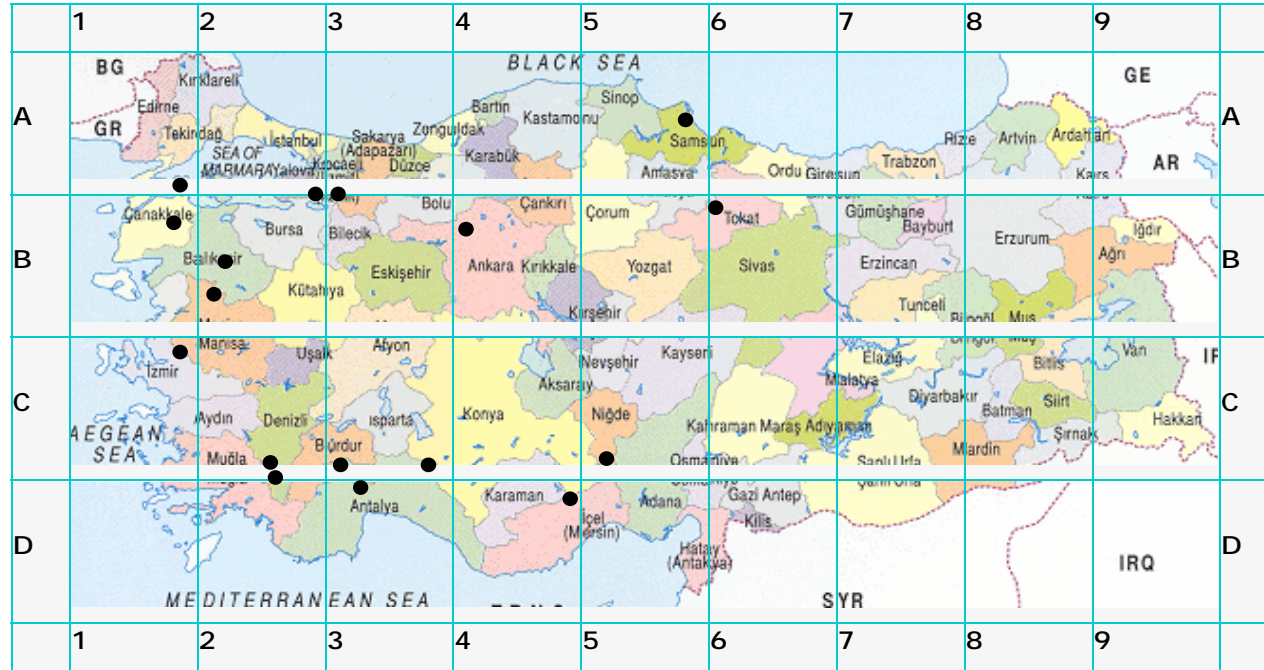 1 2 3 4 5 6 7 8 9
BG
BLACK SEA
GE
Kırklareli
Sinop
Edirne
Bartın
Kastamonu
A
A
GR
Tekirdağ
İstanbul
Sakarya
Zonguldak
Samsun
Rize
Artvin
Ardahan
(Adapazarı)
Karabük
SEA OF
Düzce
Trabzon
AR
MARMARA
Yalova
Kocaeli
Amasya
Ordu
Giresun
Kars
Çanakkale
Bolu
Çankırı
Çorum
Tokat
Gümüşhane
Bursa
Bilecik
Bayburt
Iğdır
Erzurum
B
Balıkesir
Eskişehir
Ankara
Kırıkkale
Yozgat
Sivas
Erzincan
Ağrı
B
Kütahya
Tunceli
Kırşehir
Bingöl
Muş
Manisa
Uşak
Afyon
Nevşehir
Kayseri
Elazığ
Bitlis
Van
İzmir
Aksaray
Malatya
C
Aydın
Denizli
ısparta
Konya
Niğde
Diyarbakır
Batman
Siirt
C
AEGEAN
SEA
Kahraman Maraş
Adıyaman
Şırnak
Hakkarı
Muğla
Burdur
Osmaniye
Şanlı Urfa
Mardin
Antalya
Karaman
Adana
Gazi Antep
İçel
(Mersin)
Kilis
D
Hatay
(Antakya)
D
IRQ
MEDITERRANEAN SEA
SYR
1 2 3 4 5 6 7 8 9